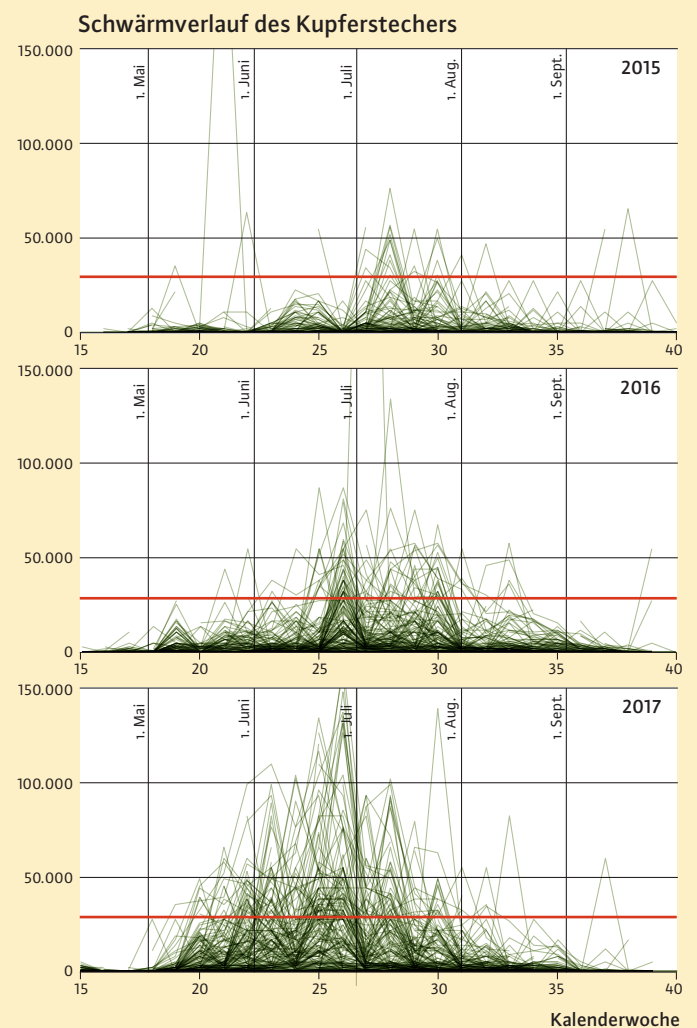 Schwärmverlauf des Kupferstechers
150.000
1. Mai
1. Juni
1. Juli
1. Aug.
1. Sept.
2015
100.000
50.000
0
15 20 25 30 35 40
150.000
1. Mai
1. Juni
1. Juli
1. Aug.
1. Sept.
2016
100.000
50.000
0
15 20 25 30 35 40
150.000
1. Mai
1. Juni
1. Juli
1. Aug.
1. Sept.
2017
100.000
50.000
0
15 20 25 30 35 40
Kalenderwoche